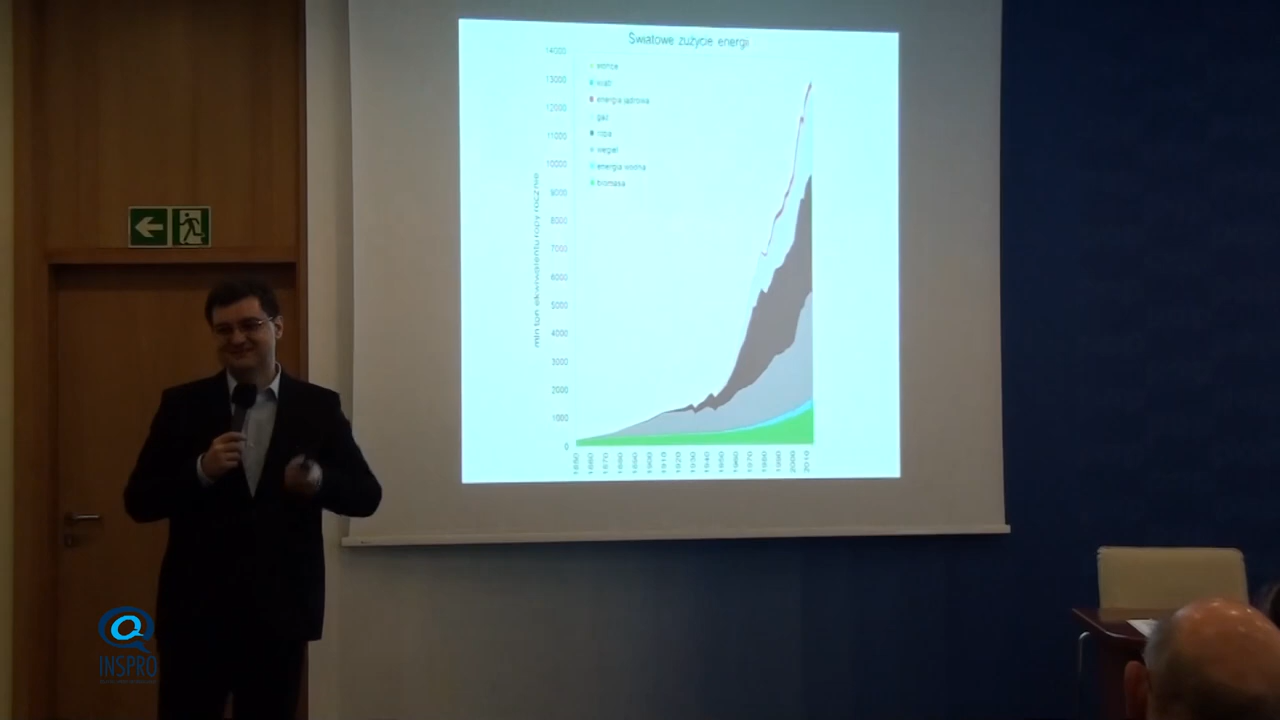 Światowe zużycie energii
14000
13000
12000
11000
10000
9000
8000
7000
6000
5000
4000
3000
2000
1000
0
mln ton ekwiwalentu ropy rocznie
słońce
wiatr
energia jądrowa
gaz
ropa
węgiel
energia wodna
biomasa
1850
1860
1870
1880
1890
1900
1910
1920
1930
1940
1950
1960
1970
1980
1990
2000
2010
INSPRO